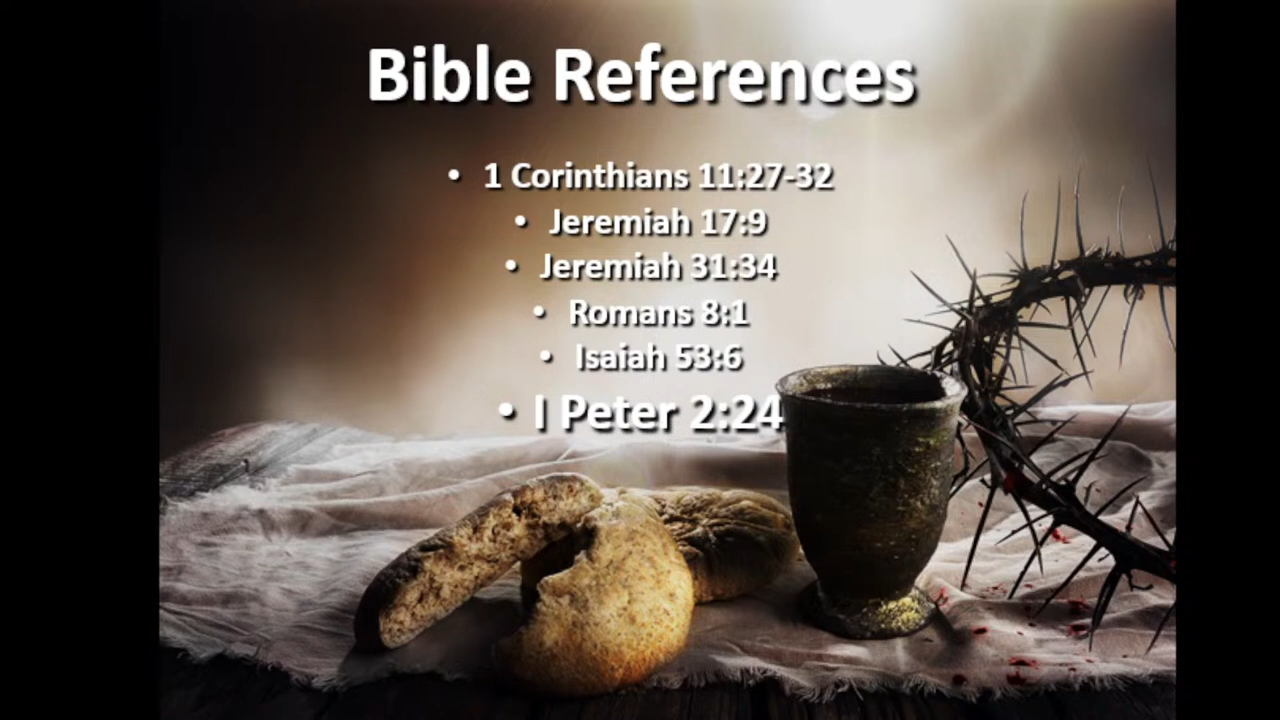 Bible References
• 1 Corinthians 11:27-32
• Jeremiah 17:9
• Jeremiah 31:34
• Romans 8:1
• Isaiah 53:6
• I Peter 2:24